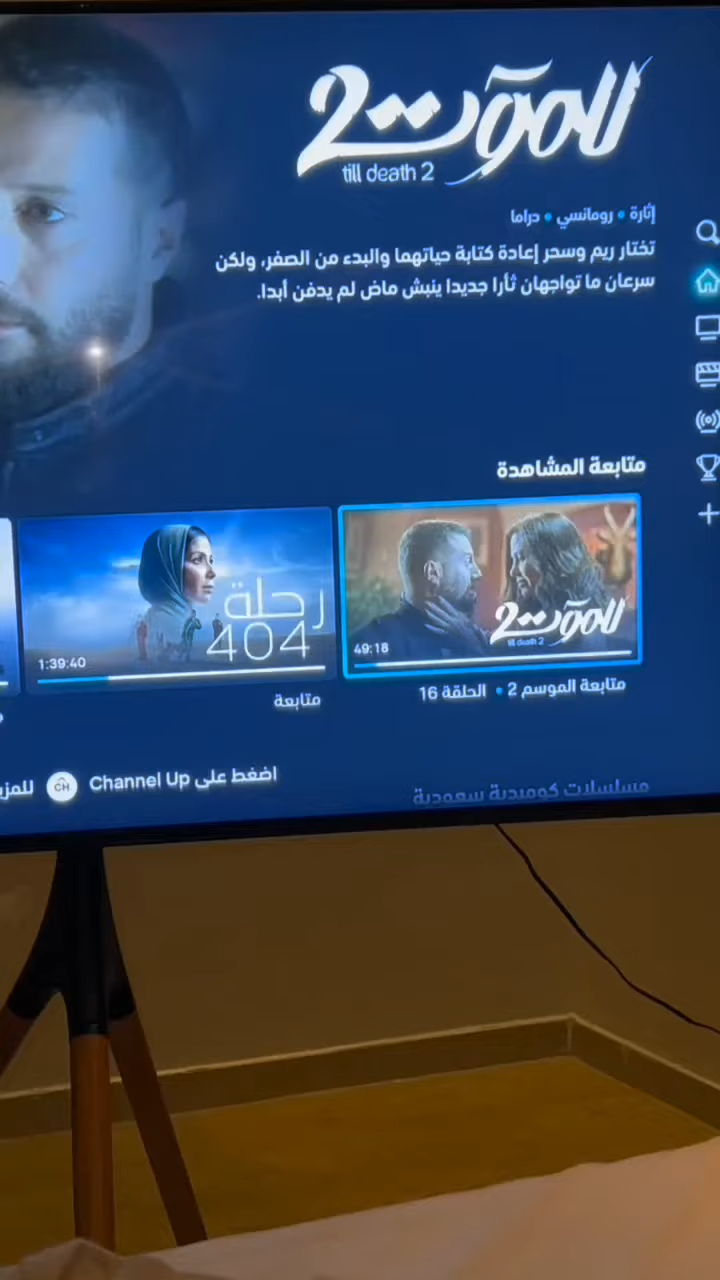 للموت 2
till death 2
إثارة • رومانسي • دراما
تختار ريم وسحر إعادة كتابة حياتهما والبدء من الصفر، ولكن
سرعان ما تواجهان ثأرا جديدا ينبش ماض لم يدفن أبدا.
متابعة المشاهدة
للموت 2
till death 2
49:18
متابعة الموسم 2 • الحلقة 16
رحلة
404
1:39:40
متابعة
اضغط على Channel Up
CH
مسلسلات كوميدية سعودية